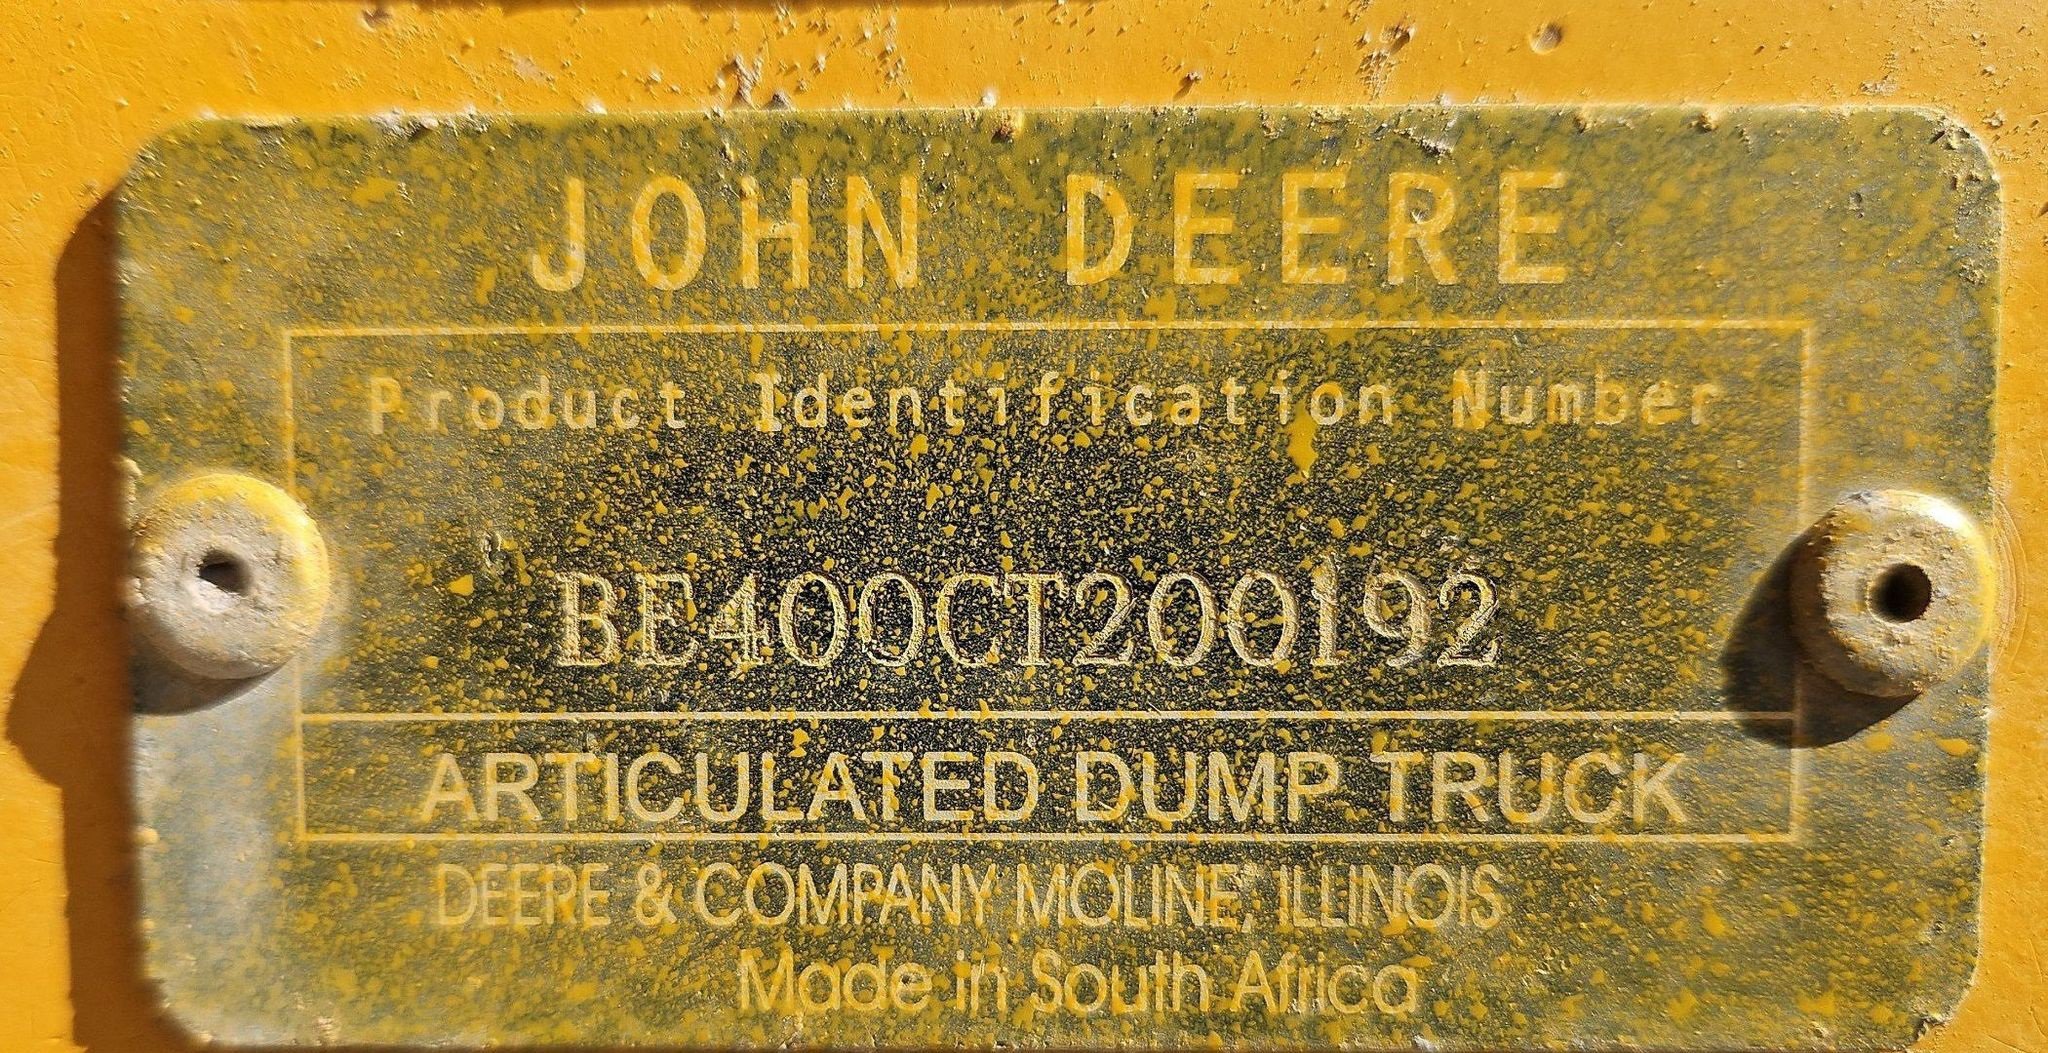 JOHN DEERE
Product Identification Number
BE400CT200192
ARTICULATED DUMP TRUCK
DEERE & COMPANY MOLINE, ILLINOIS
Made in South Africa